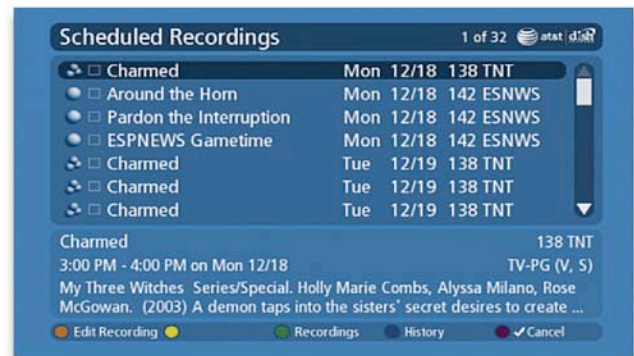 Scheduled Recordings 1 of 32 at&t dish
Charmed Mon 12/18 138 TNT
Around the Horn Mon 12/18 142 ESNWS
Pardon the Interruption Mon 12/18 142 ESNWS
ESPNEWS Gametime Mon 12/18 142 ESNWS
Charmed Tue 12/19 138 TNT
Charmed Tue 12/19 138 TNT
Charmed Tue 12/19 138 TNT
Charmed 138 TNT
3:00 PM - 4:00 PM on Mon 12/18 TV-PG (V, S)
My Three Witches Series/Special. Holly Marie Combs, Alyssa Milano, Rose
McGowan. (2003) A demon taps into the sisters' secret desires to create ...
Edit Recording Recordings History Cancel